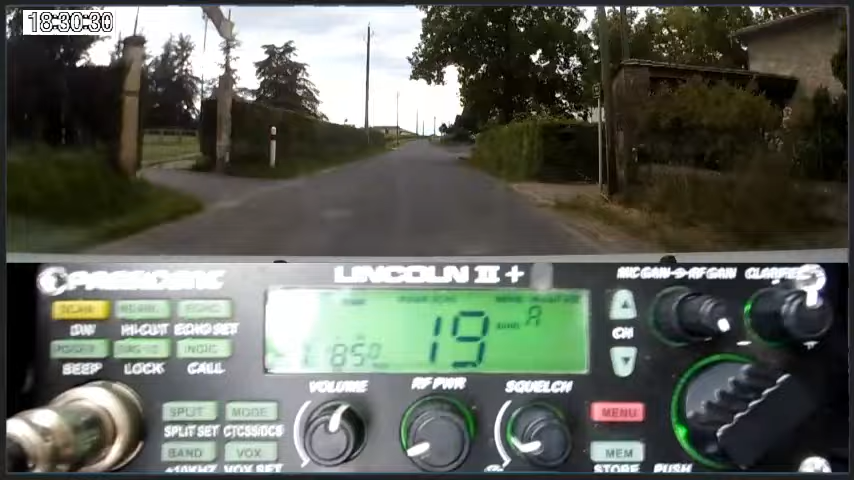 18:30:30
PRESIDENT LINCOLN II + MIC GAIN RF GAIN CLARIFIER
SCAN
DW HI-CUT ECHO SET
BEEP LOCK CALL
19
A
CH
VOLUME RF PWR SQUELCH
SPLIT MODE
SPLIT SET CTCSS/DCS
MENU
BAND VOX
+10KHZ VOX SET
MEM
STORE PUSH